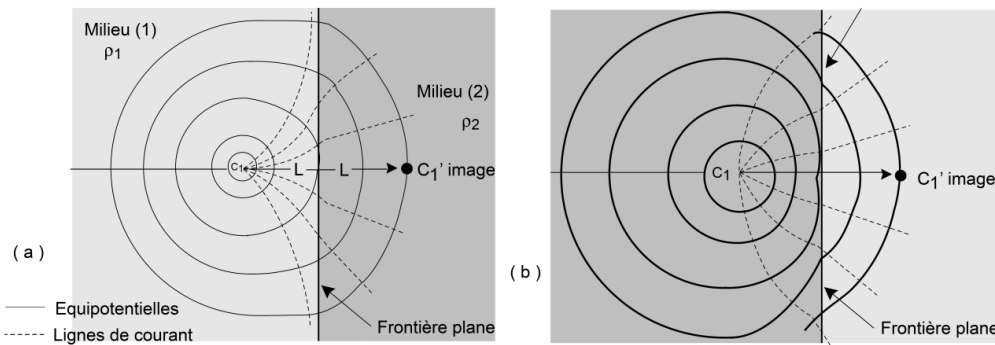 Milieu (1)
ρ1
Milieu (2)
ρ2
C1 L L C1' image
( a )
Frontière plane
Equipotentielles
Lignes de courant
C1 C1' image
( b )
Frontière plane